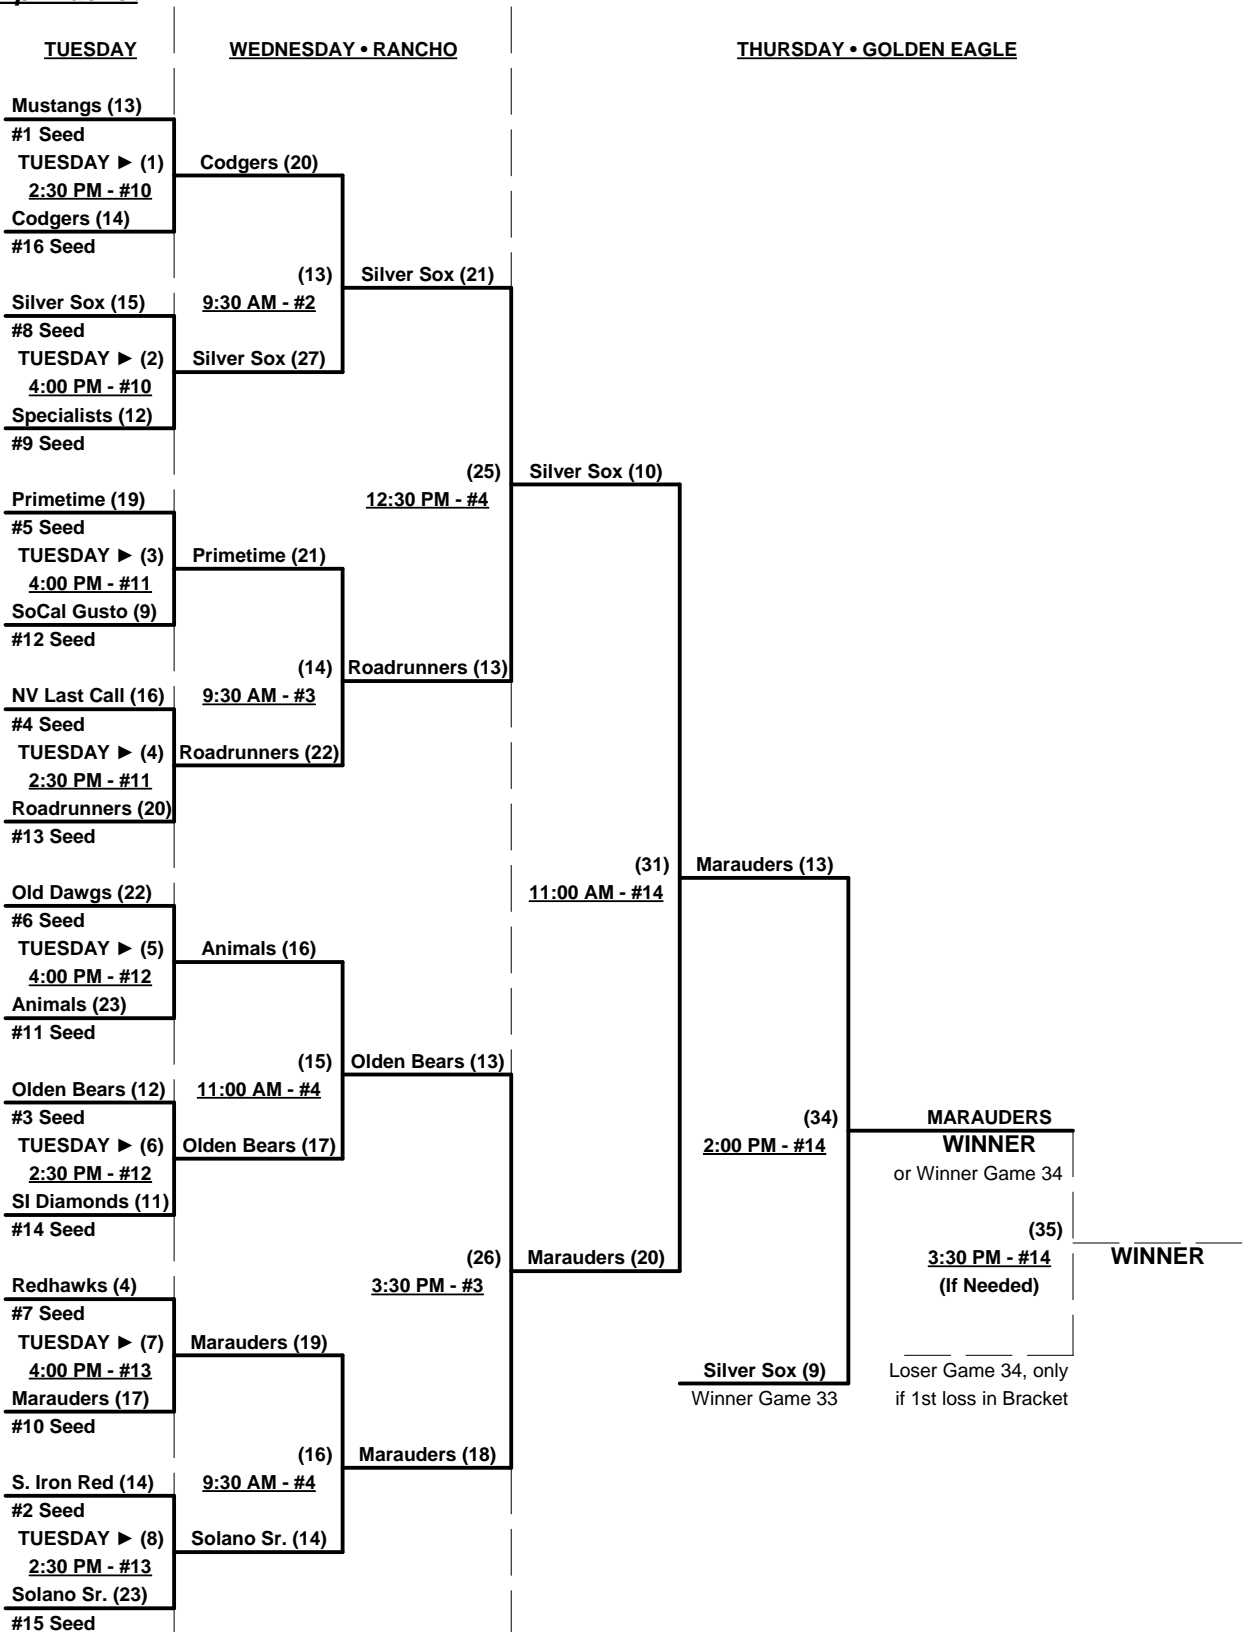 TUESDAY
WEDNESDAY • RANCHO
THURSDAY • GOLDEN EAGLE
Mustangs (13)
#1 Seed
TUESDAY ► (1)
2:30 PM - #10
Codgers (14)
#16 Seed
Codgers (20)
(13)
9:30 AM - #2
Silver Sox (21)
Silver Sox (15)
#8 Seed
TUESDAY ► (2)
4:00 PM - #10
Specialists (12)
#9 Seed
Silver Sox (27)
(25)
12:30 PM - #4
Silver Sox (10)
Primetime (19)
#5 Seed
TUESDAY ► (3)
4:00 PM - #11
SoCal Gusto (9)
#12 Seed
Primetime (21)
(14)
9:30 AM - #3
Roadrunners (13)
NV Last Call (16)
#4 Seed
TUESDAY ► (4)
2:30 PM - #11
Roadrunners (20)
#13 Seed
Roadrunners (22)
(31)
11:00 AM - #14
Marauders (13)
Old Dawgs (22)
#6 Seed
TUESDAY ► (5)
4:00 PM - #12
Animals (23)
#11 Seed
Animals (16)
(15)
11:00 AM - #4
Olden Bears (13)
Olden Bears (12)
#3 Seed
TUESDAY ► (6)
2:30 PM - #12
SI Diamonds (11)
#14 Seed
Olden Bears (17)
(34)
2:00 PM - #14
MARAUDERS
WINNER
or Winner Game 34
(35)
3:30 PM - #14
(If Needed)
WINNER
(26)
3:30 PM - #3
Marauders (20)
Redhawks (4)
#7 Seed
TUESDAY ► (7)
4:00 PM - #13
Marauders (17)
#10 Seed
Marauders (19)
Silver Sox (9)
Winner Game 33
Loser Game 34, only
if 1st loss in Bracket
(16)
9:30 AM - #4
Marauders (18)
S. Iron Red (14)
#2 Seed
TUESDAY ► (8)
2:30 PM - #13
Solano Sr. (23)
#15 Seed
Solano Sr. (14)